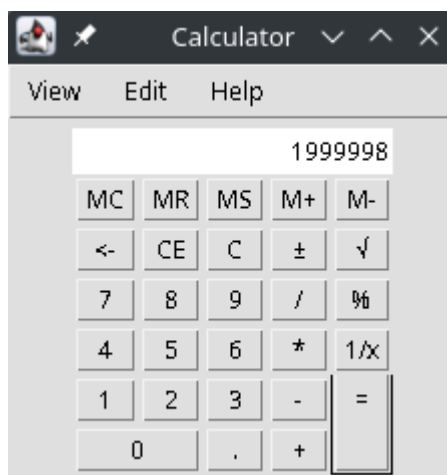 Calculator
View Edit Help
1999998
MC MR MS M+ M-
<- CE C ± √
7 8 9 / %
4 5 6 * 1/x
1 2 3 - =
0 . +